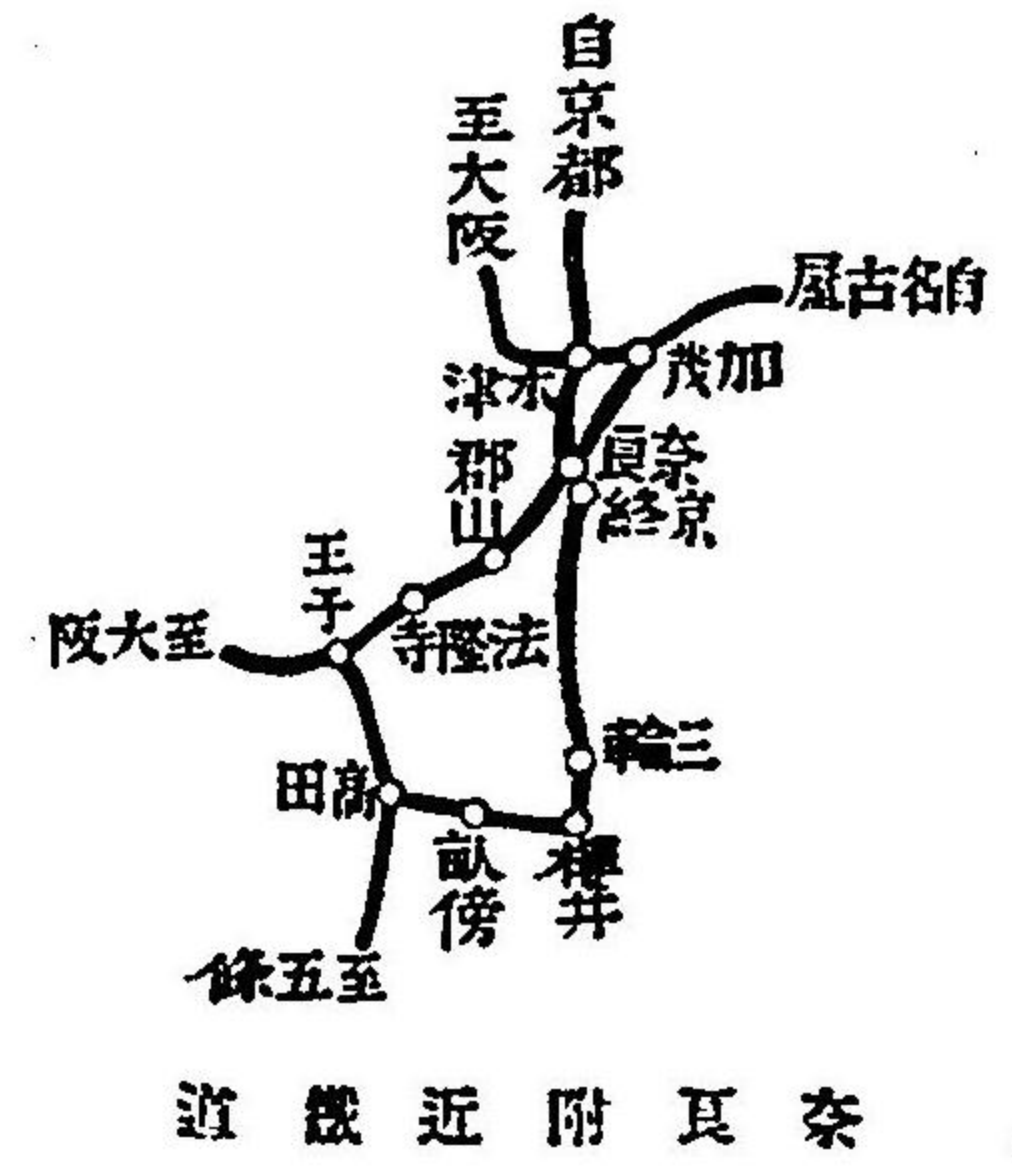 自京都
至大阪
自名古屋
加茂
木津
奈良
京終
郡山
法隆寺
王子
至大阪
三輪
高田
畝傍
櫻井
至五條
奈良附近鐵道